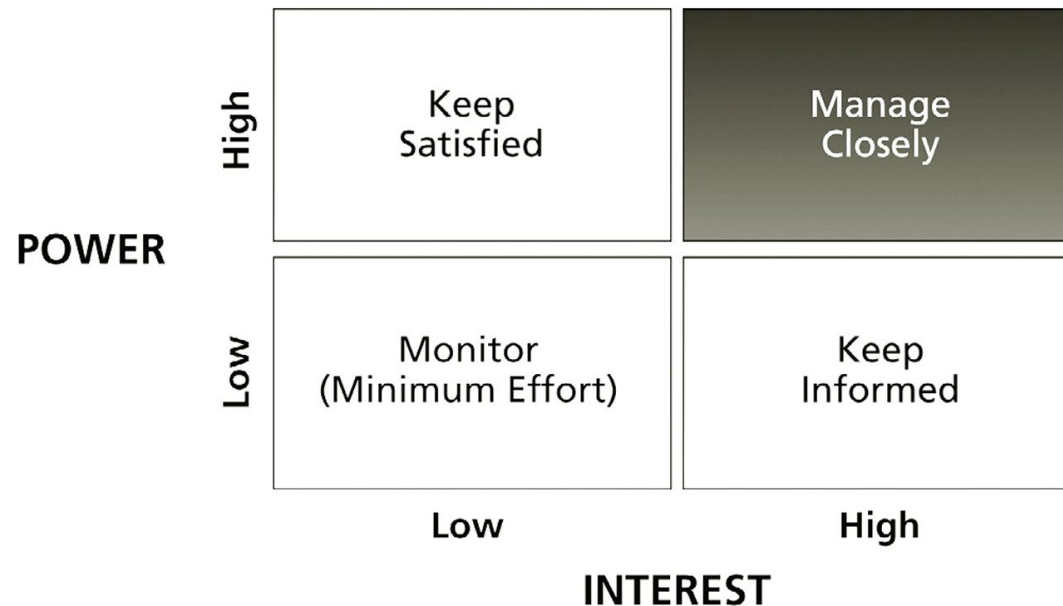 High
Keep
Satisfied
Manage
Closely
POWER
Low
Monitor
(Minimum Effort)
Keep
Informed
Low
High
INTEREST